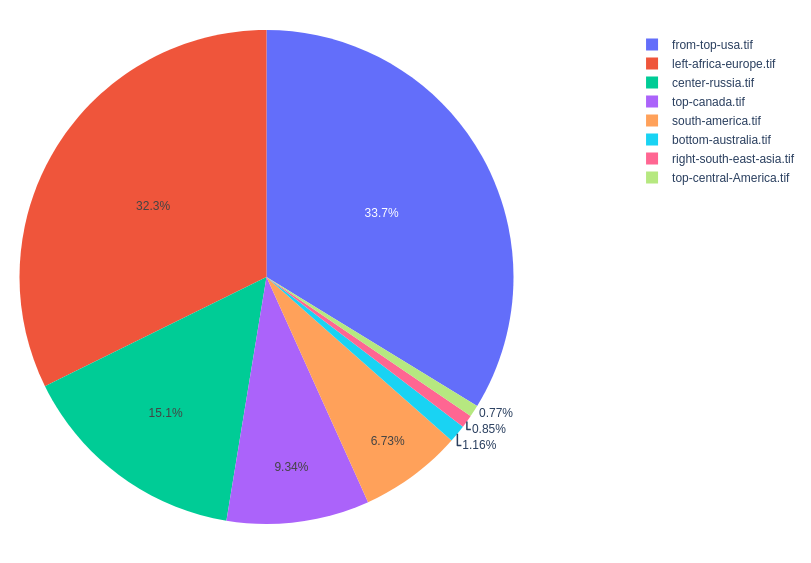 33.7%
32.3%
15.1%
9.34%
6.73%
1.16%
0.85%
0.77%
from-top-usa.tif
left-africa-europe.tif
center-russia.tif
top-canada.tif
south-america.tif
bottom-australia.tif
right-south-east-asia.tif
top-central-America.tif